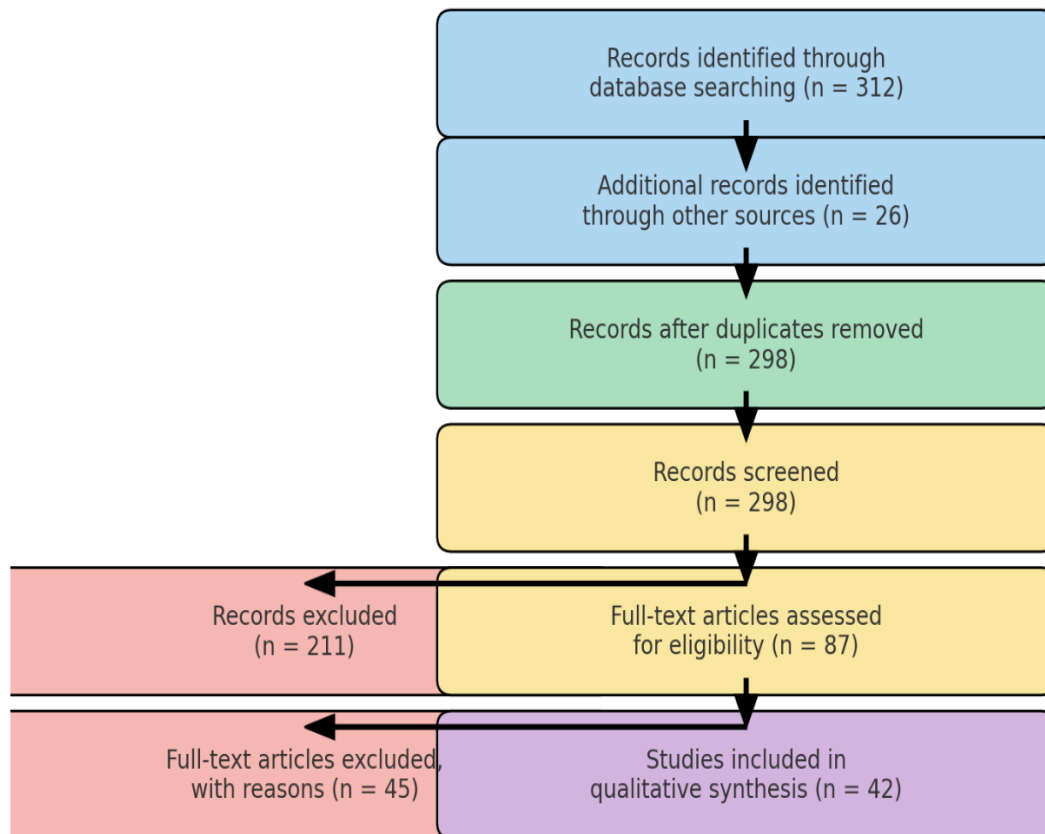 Records identified through
database searching (n = 312)
Additional records identified
through other sources (n = 26)
Records after duplicates removed
(n = 298)
Records screened
(n = 298)
Records excluded
(n = 211)
Full-text articles assessed
for eligibility (n = 87)
Full-text articles excluded,
with reasons (n = 45)
Studies included in
qualitative synthesis (n = 42)